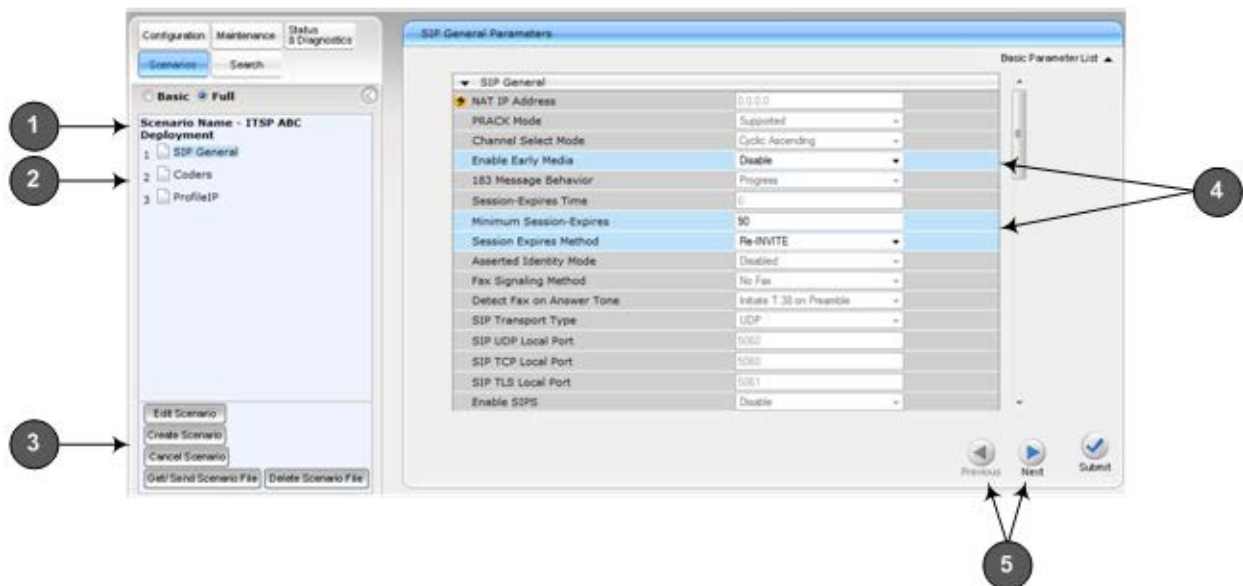 Configuration Maintenance Status & Diagnostics
Scenarios Search
Basic Full
Scenario Name - ITSP ABC
Deployment
1 SIP General
2 Coders
3 ProfileIP
Edit Scenario
Create Scenario
Cancel Scenario
Get/Send Scenario File Delete Scenario File
SIP General Parameters
Basic Parameter List
SIP General
NAT IP Address 0.0.0.0
PRACK Mode Supported
Channel Select Mode Cyclic Ascending
Enable Early Media Disable
183 Message Behavior Progress
Session-Expires Time 0
Minimum Session-Expires 90
Session Expires Method Re-INVITE
Asserted Identity Mode Disabled
Fax Signaling Method No Fax
Detect Fax on Answer Tone Initiate T.38 on Preamble
SIP Transport Type UDP
SIP UDP Local Port 5060
SIP TCP Local Port 5060
SIP TLS Local Port 5061
Enable SIPS Disable
Previous Next Submit
1
2
3
4
5